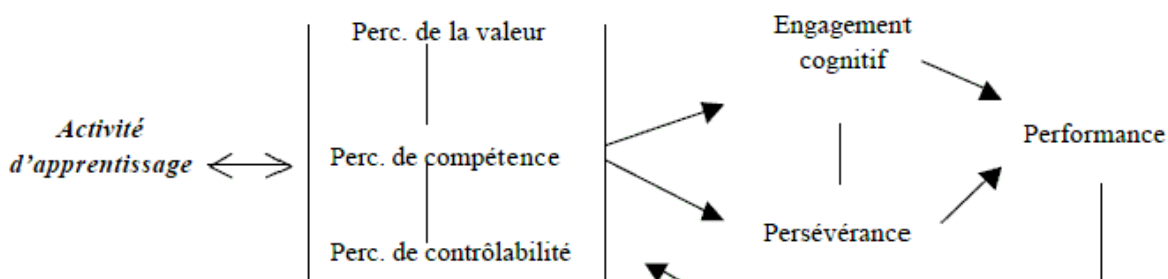 Perc. de la valeur
Engagement
cognitif
Activité
d'apprentissage
Perc. de compétence
Performance
Perc. de contrôlabilité
Persévérance